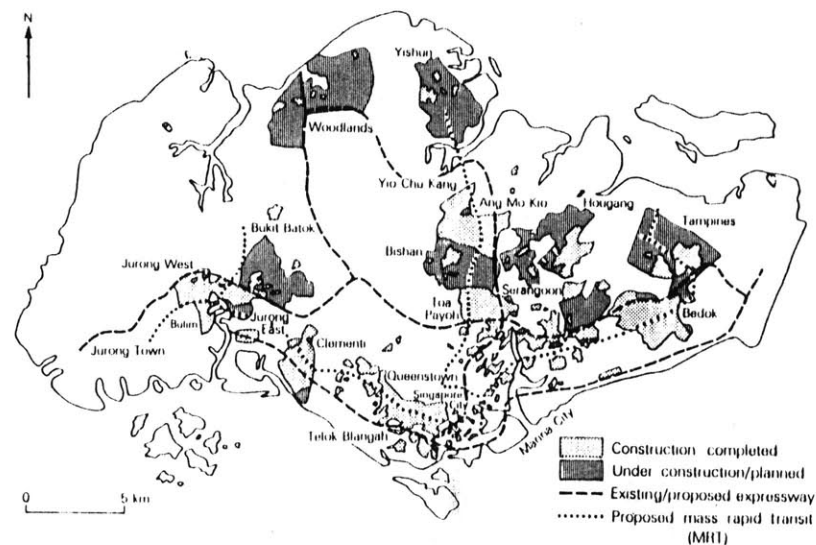 N
Yishun
Woodlands
Yio Chu Kang
Ang Mo Kio
Hougang
Tampines
Bukit Batok
Bishan
Jurong West
Serangoon
Toa
Payoh
Bulim
Jurong
East
Bedok
Jurong Town
Clementi
Queenstown
Singapore
City
Telok Blangah
Marina City
0 5 km
Construction completed
Under construction/planned
Existing/proposed expressway
Proposed mass rapid transit
(MRT)